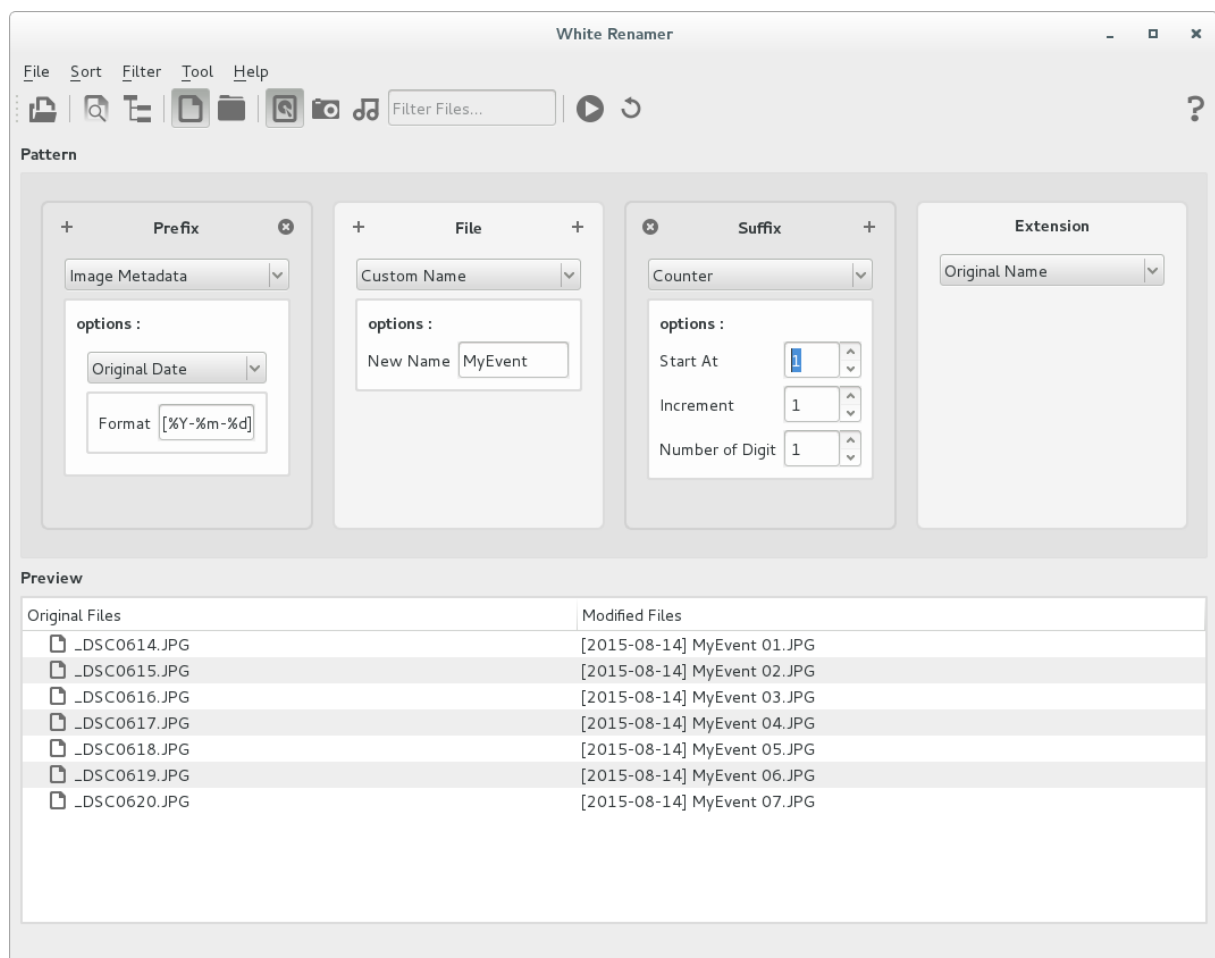 White Renamer
File Sort Filter Tool Help
Filter Files...
?
Pattern
+ Prefix
+ File +
Suffix +
Extension
Image Metadata
Custom Name
Counter
Original Name
options :
Original Date
Format [%Y-%m-%d]
options :
New Name MyEvent
options :
Start At 1
Increment 1
Number of Digit 1
Preview
Original Files Modified Files
_DSC0614.JPG [2015-08-14] MyEvent 01.JPG
_DSC0615.JPG [2015-08-14] MyEvent 02.JPG
_DSC0616.JPG [2015-08-14] MyEvent 03.JPG
_DSC0617.JPG [2015-08-14] MyEvent 04.JPG
_DSC0618.JPG [2015-08-14] MyEvent 05.JPG
_DSC0619.JPG [2015-08-14] MyEvent 06.JPG
_DSC0620.JPG [2015-08-14] MyEvent 07.JPG